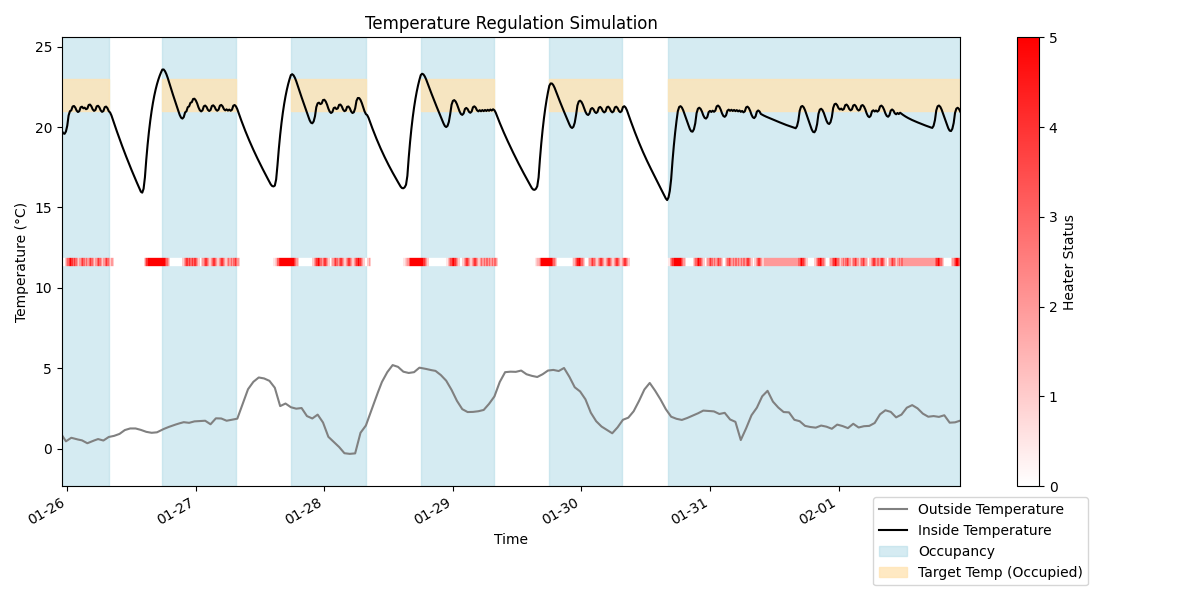 Temperature Regulation Simulation
25
20
15
10
5
0
Temperature (°C)
01-26
01-27
01-28
01-29
01-30
01-31
02-01
Time
5
4
3
2
1
0
Heater Status
Outside Temperature
Inside Temperature
Occupancy
Target Temp (Occupied)